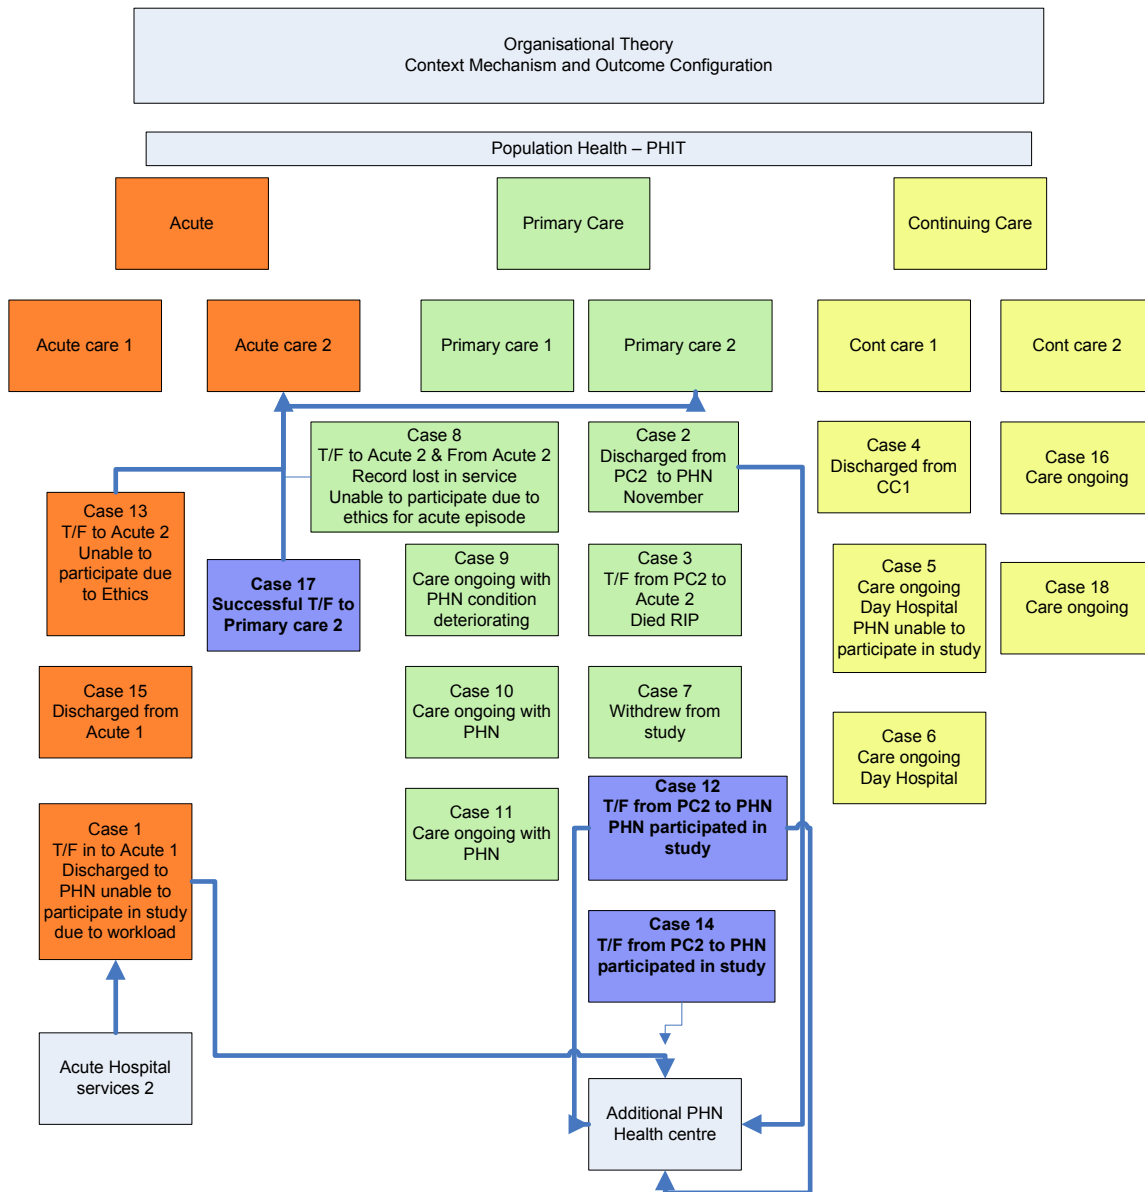 Organisational Theory
Context Mechanism and Outcome Configuration
Population Health – PHIT
Acute
Primary Care
Continuing Care
Acute care 1
Acute care 2
Primary care 1
Primary care 2
Cont care 1
Cont care 2
Case 8
T/F to Acute 2 & From Acute 2
Record lost in service
Unable to participate due to
ethics for acute episode
Case 2
Discharged from
PC2 to PHN
November
Case 4
Discharged from
CC1
Case 16
Care ongoing
Case 13
T/F to Acute 2
Unable to
participate due
to Ethics
Case 17
Successful T/F to
Primary care 2
Case 9
Care ongoing with
PHN condition
deteriorating
Case 3
T/F from PC2 to
Acute 2
Died RIP
Case 5
Care ongoing
Day Hospital
PHN unable to
participate in study
Case 18
Care ongoing
Case 15
Discharged from
Acute 1
Case 10
Care ongoing with
PHN
Case 7
Withdrew from
study
Case 6
Care ongoing
Day Hospital
Case 1
T/F in to Acute 1
Discharged to
PHN unable to
participate in study
due to workload
Case 11
Care ongoing with
PHN
Case 12
T/F from PC2 to PHN
PHN participated in
study
Case 14
T/F from PC2 to PHN
participated in study
Acute Hospital
services 2
Additional PHN
Health centre